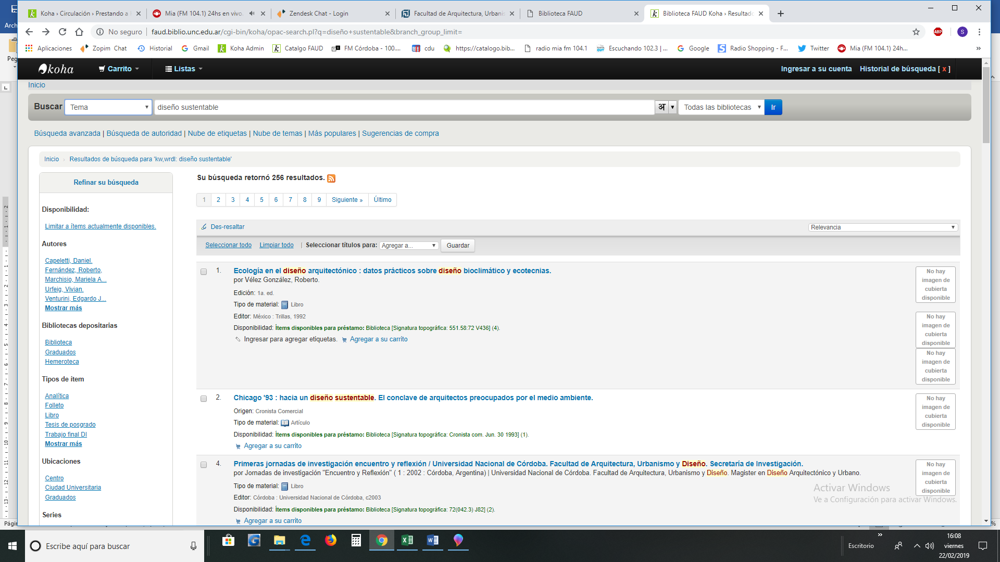 Koha › Circulación › Prestando a
Mia (FM 104.1) 24hs en vivo.
Zendesk Chat - Login
Facultad de Arquitectura, Urbanis
Biblioteca FAUD
Biblioteca FAUD Koha › Resultado
Arch
No seguro
faud.biblio.unc.edu.ar/cgi-bin/koha/opac-search.pl?q=diseño+sustentable&branch_group_limit=
ABP
S
Aplicaciones
Zopim Chat
Historial
Gmail
Koha Admin
Catalgo FAUD
FM Córdoba - 100....
cdu
https://catalogo.bib...
radio mia fm 104.1
Escuchando 102.3 | ...
Google
Radio Shopping - F...
Twitter
Mia (FM 104.1) 24h...
»
Peg
koha
Carrito
Listas
Ingresar a su cuenta
Historial de búsqueda [ x ]
Inicio
Buscar
Tema
diseño sustentable
अ
Todas las bibliotecas
Ir
Búsqueda avanzada | Búsqueda de autoridad | Nube de etiquetas | Nube de temas | Más populares | Sugerencias de compra
Inicio › Resultados de búsqueda para 'kw,wrdl: diseño sustentable'
Refinar su búsqueda
Disponibilidad:
Limitar a ítems actualmente disponibles.
Autores
Capeletti, Daniel.
Fernández, Roberto,
Marchisio, Mariela A...
Urfeig, Vivian.
Venturini, Edgardo J...
Mostrar más
Bibliotecas depositarias
Biblioteca
Graduados
Hemeroteca
Tipos de ítem
Analítica
Folleto
Libro
Tesis de posgrado
Trabajo final DI
Mostrar más
Ubicaciones
Centro
Ciudad Universitaria
Graduados
Series
Su búsqueda retornó 256 resultados.
1 2 3 4 5 6 7 8 9 Siguiente » Último
Des-resaltar
Relevancia
Seleccionar todo Limpiar todo | Seleccionar títulos para: Agregar a... Guardar
1. Ecología en el diseño arquitectónico : datos prácticos sobre diseño bioclimático y ecotecnias.
por Vélez González, Roberto.
Edición: 1a. ed.
Tipo de material: Libro
Editor: México : Trillas, 1992
Disponibilidad: Ítems disponibles para préstamo: Biblioteca [Signatura topográfica: 551.58:72 V436] (4).
Ingresar para agregar etiquetas. Agregar a su carrito
No hay
imagen de
cubierta
disponible
No hay
imagen de
cubierta
disponible
No hay
imagen de
cubierta
disponible
2. Chicago '93 : hacia un diseño sustentable. El conclave de arquitectos preocupados por el medio ambiente.
Origen: Cronista Comercial
Tipo de material: Artículo
Disponibilidad: Ítems disponibles para préstamo: Biblioteca [Signatura topográfica: Cronista com. Jun. 30 1993] (1).
Agregar a su carrito
No hay
imagen de
cubierta
disponible
4. Primeras jornadas de investigación encuentro y reflexión / Universidad Nacional de Córdoba. Facultad de Arquitectura, Urbanismo y Diseño. Secretaría de Investigación.
por Jornadas de investigación "Encuentro y Reflexión" ( 1 : 2002 : Córdoba, Argentina) | Universidad Nacional de Córdoba. Facultad de Arquitectura, Urbanismo y Diseño. Magister en Diseño Arquitectónico y Urbano.
Tipo de material: Libro
Editor: Córdoba : Universidad Nacional de Córdoba, c2003
Disponibilidad: Ítems disponibles para préstamo: Biblioteca [Signatura topográfica: 72(042.3) J82] (2).
Agregar a su carrito
No hay
imagen de
cubierta
disponible
Activar Windows
Ve a Configuración para activar Windows.
Págin
%
Escribe aquí para buscar
Escritorio
»
16:08
viernes
22/02/2019